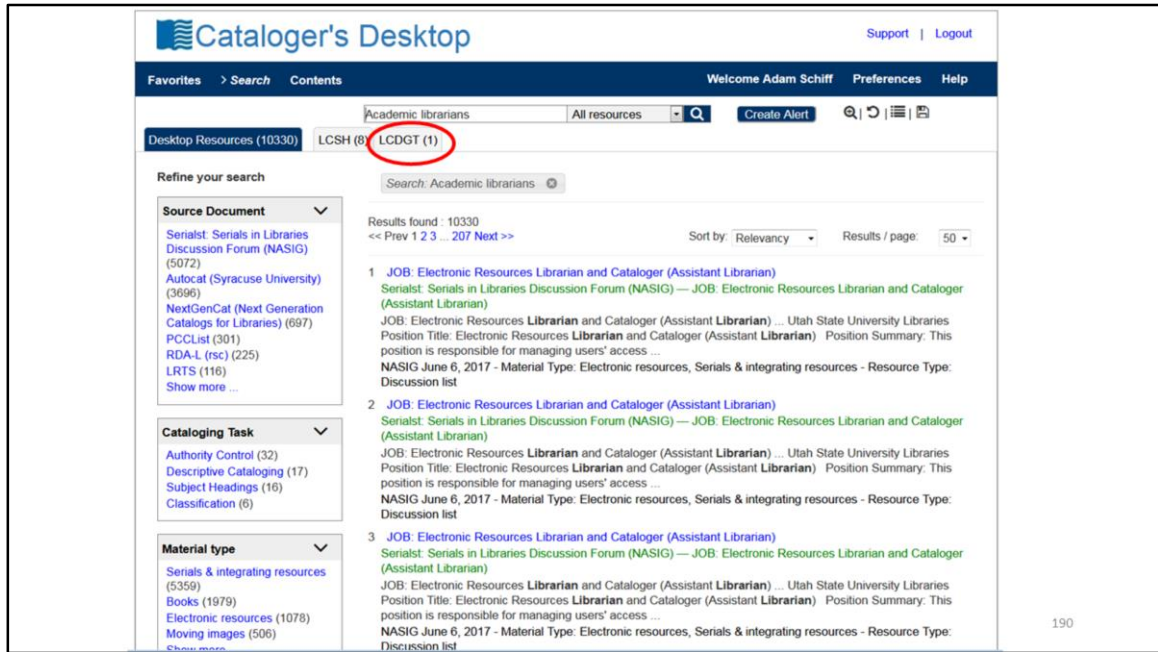 Cataloger's Desktop
Support | Logout
Favorites > Search Contents
Welcome Adam Schiff Preferences Help
Academic librarians All resources Create Alert
Desktop Resources (10330) LCSH (8) LCDGT (1)
Refine your search
Search: Academic librarians
Source Document
Serialst: Serials in Libraries
Discussion Forum (NASIG)
(5072)
Autocat (Syracuse University)
(3696)
NextGenCat (Next Generation
Catalogs for Libraries) (697)
PCCList (301)
RDA-L (rsc) (225)
LRTS (116)
Show more ...
Cataloging Task
Authority Control (32)
Descriptive Cataloging (17)
Subject Headings (16)
Classification (6)
Material type
Serials & integrating resources
(5359)
Books (1979)
Electronic resources (1078)
Moving images (506)
Show more
Results found : 10330
<< Prev 1 2 3 ... 207 Next >>
Sort by: Relevancy Results / page: 50
1 JOB: Electronic Resources Librarian and Cataloger (Assistant Librarian)
Serialst: Serials in Libraries Discussion Forum (NASIG) — JOB: Electronic Resources Librarian and Cataloger
(Assistant Librarian)
JOB: Electronic Resources Librarian and Cataloger (Assistant Librarian) ... Utah State University Libraries
Position Title: Electronic Resources Librarian and Cataloger (Assistant Librarian) Position Summary: This
position is responsible for managing users' access ...
NASIG June 6, 2017 - Material Type: Electronic resources, Serials & integrating resources - Resource Type:
Discussion list
2 JOB: Electronic Resources Librarian and Cataloger (Assistant Librarian)
Serialst: Serials in Libraries Discussion Forum (NASIG) — JOB: Electronic Resources Librarian and Cataloger
(Assistant Librarian)
JOB: Electronic Resources Librarian and Cataloger (Assistant Librarian) ... Utah State University Libraries
Position Title: Electronic Resources Librarian and Cataloger (Assistant Librarian) Position Summary: This
position is responsible for managing users' access ...
NASIG June 6, 2017 - Material Type: Electronic resources, Serials & integrating resources - Resource Type:
Discussion list
3 JOB: Electronic Resources Librarian and Cataloger (Assistant Librarian)
Serialst: Serials in Libraries Discussion Forum (NASIG) — JOB: Electronic Resources Librarian and Cataloger
(Assistant Librarian)
JOB: Electronic Resources Librarian and Cataloger (Assistant Librarian) ... Utah State University Libraries
Position Title: Electronic Resources Librarian and Cataloger (Assistant Librarian) Position Summary: This
position is responsible for managing users' access ...
NASIG June 6, 2017 - Material Type: Electronic resources, Serials & integrating resources - Resource Type:
Discussion list
190